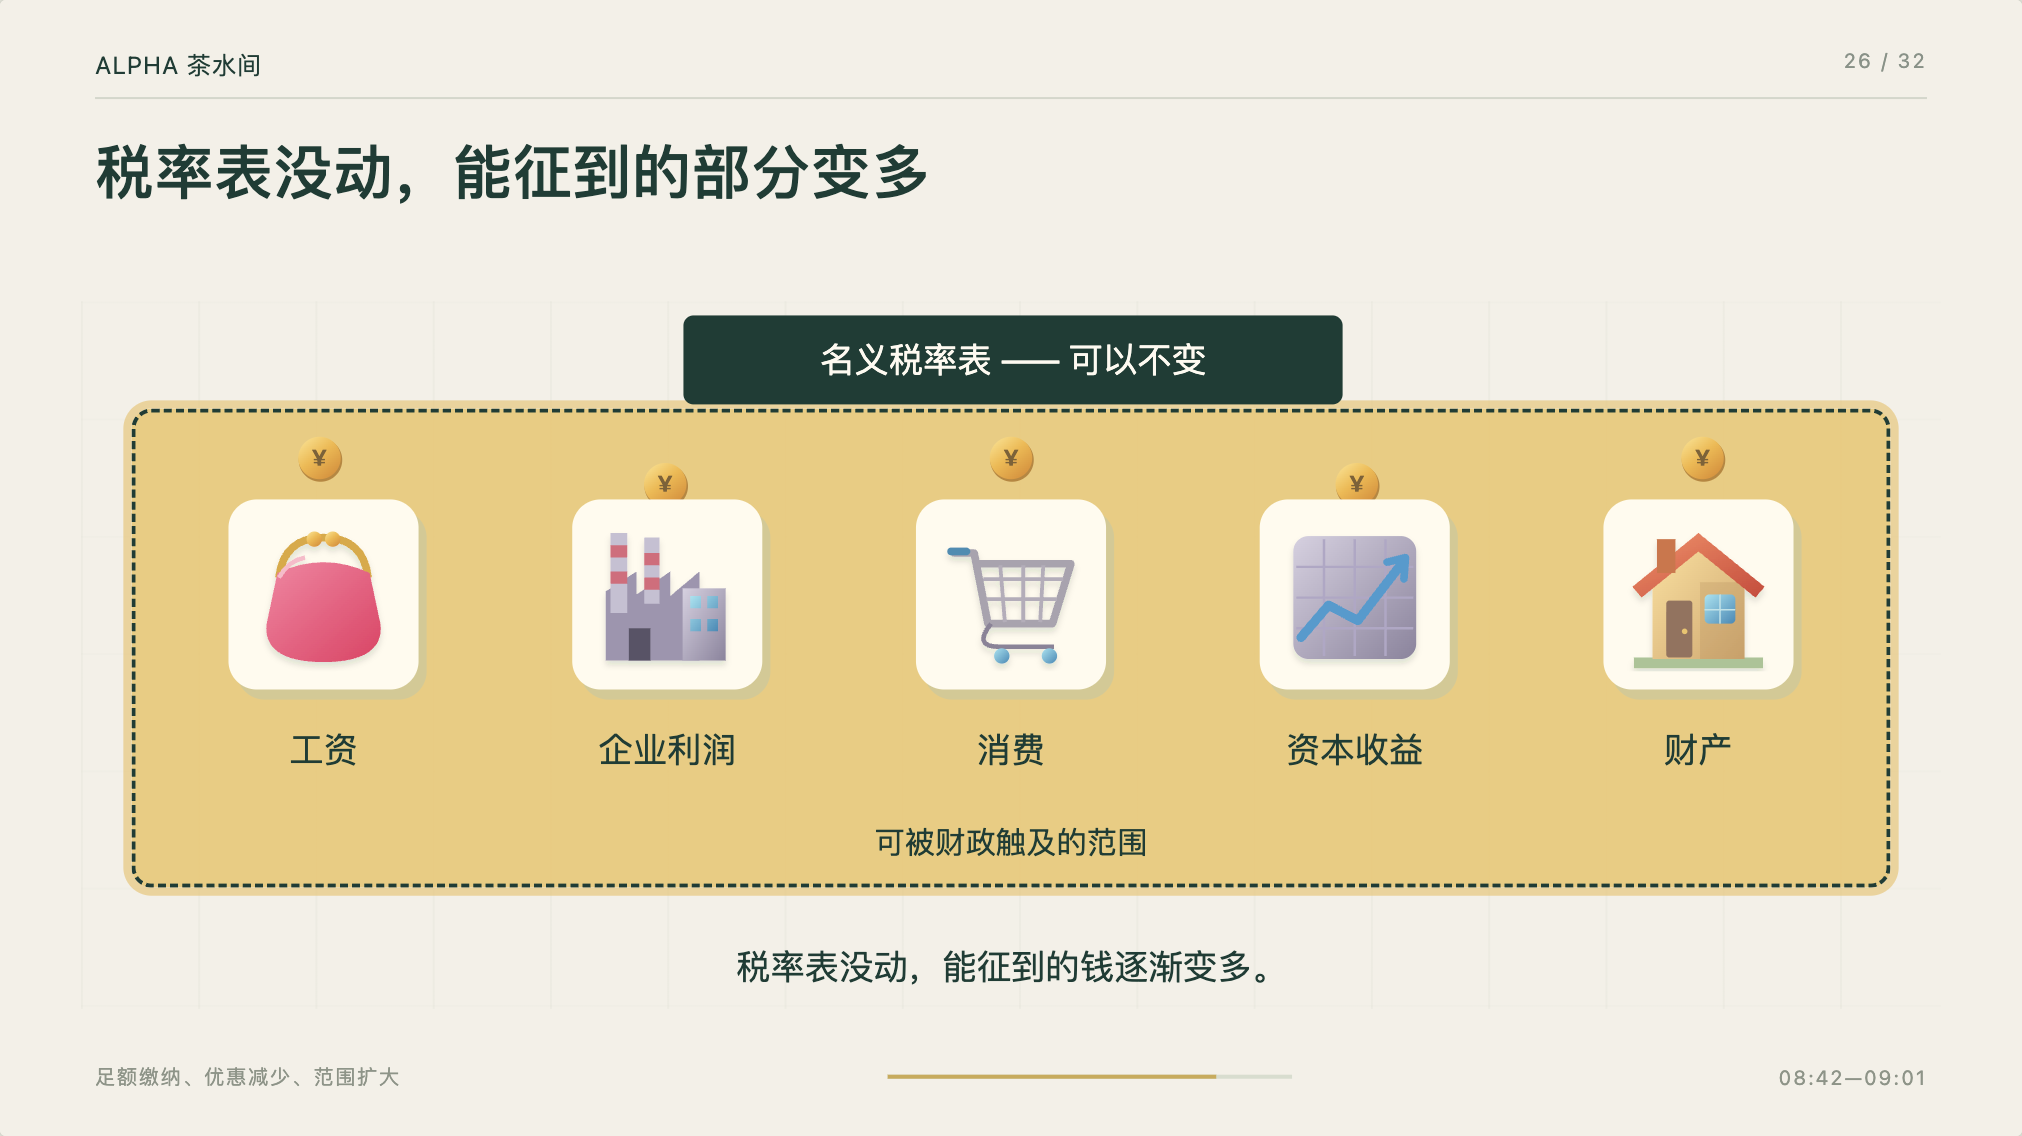 ALPHA 茶水间
26 / 32
税率表没动，能征到的部分变多
名义税率表 —— 可以不变
¥
¥
¥
¥
¥
工资
企业利润
消费
资本收益
财产
可被财政触及的范围
税率表没动，能征到的钱逐渐变多。
足额缴纳、优惠减少、范围扩大
08:42—09:01